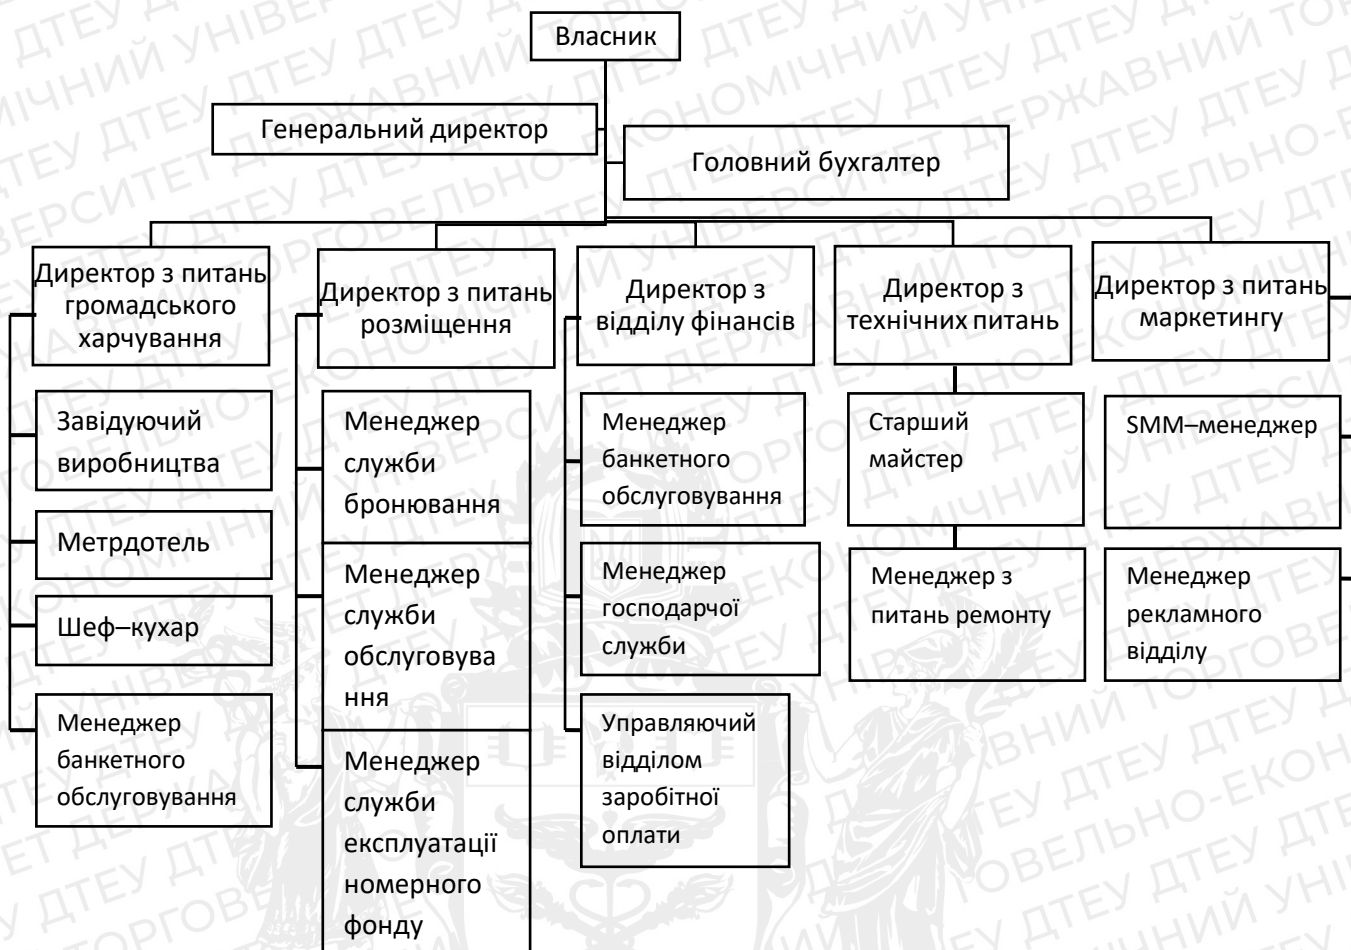 Власник
Генеральний директор
Головний бухгалтер
Директор з питань
громадського
харчування
Директор з питань
розміщення
Директор з
відділу фінансів
Директор з
технічних питань
Директор з питань
маркетингу
Завідуючий
виробництва
Метрдотель
Шеф–кухар
Менеджер
банкетного
обслуговування
Менеджер
служби
бронювання
Менеджер
служби
обслуговува
ння
Менеджер
служби
експлуатації
номерного
фонду
Менеджер
банкетного
обслуговування
Менеджер
господарчої
служби
Управляючий
відділом
заробітної
оплати
Старший
майстер
Менеджер з
питань ремонту
SMM–менеджер
Менеджер
рекламного
відділу